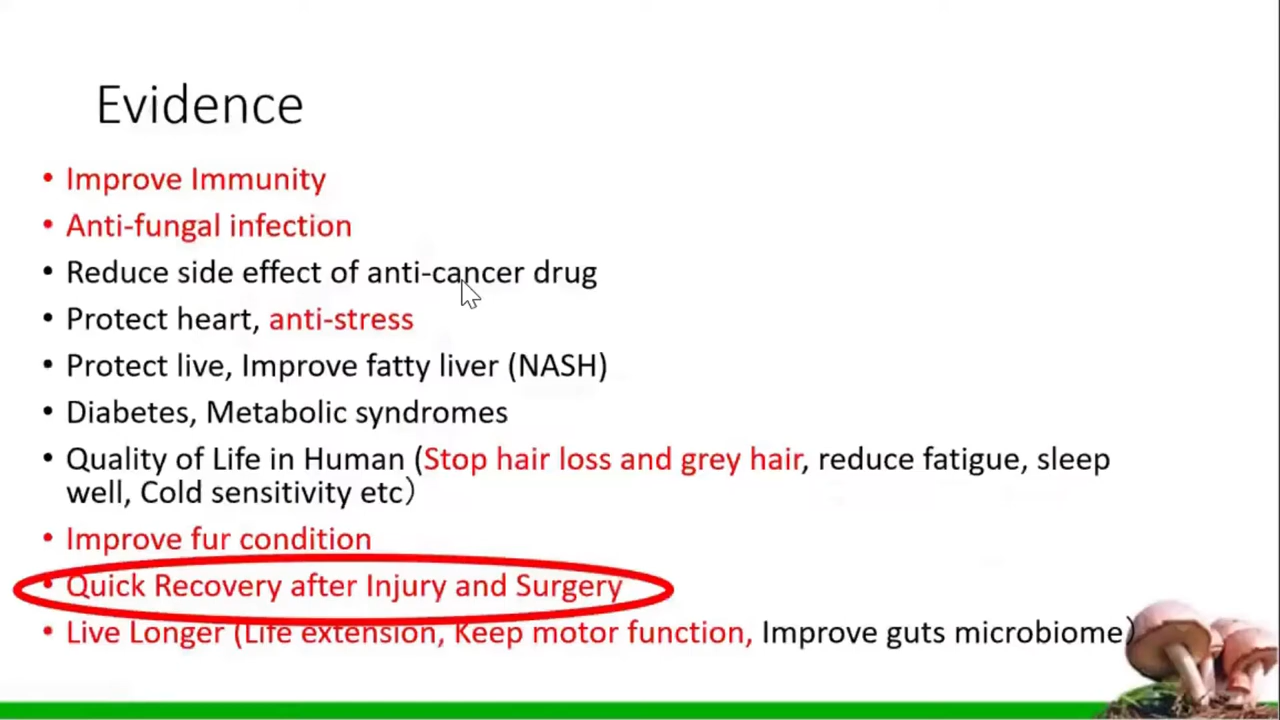 Evidence
• Improve Immunity
• Anti-fungal infection
• Reduce side effect of anti-cancer drug
• Protect heart, anti-stress
• Protect live, Improve fatty liver (NASH)
• Diabetes, Metabolic syndromes
• Quality of Life in Human (Stop hair loss and grey hair, reduce fatigue, sleep
well, Cold sensitivity etc）
• Improve fur condition
• Quick Recovery after Injury and Surgery
• Live Longer (Life extension, Keep motor function, Improve guts microbiome）